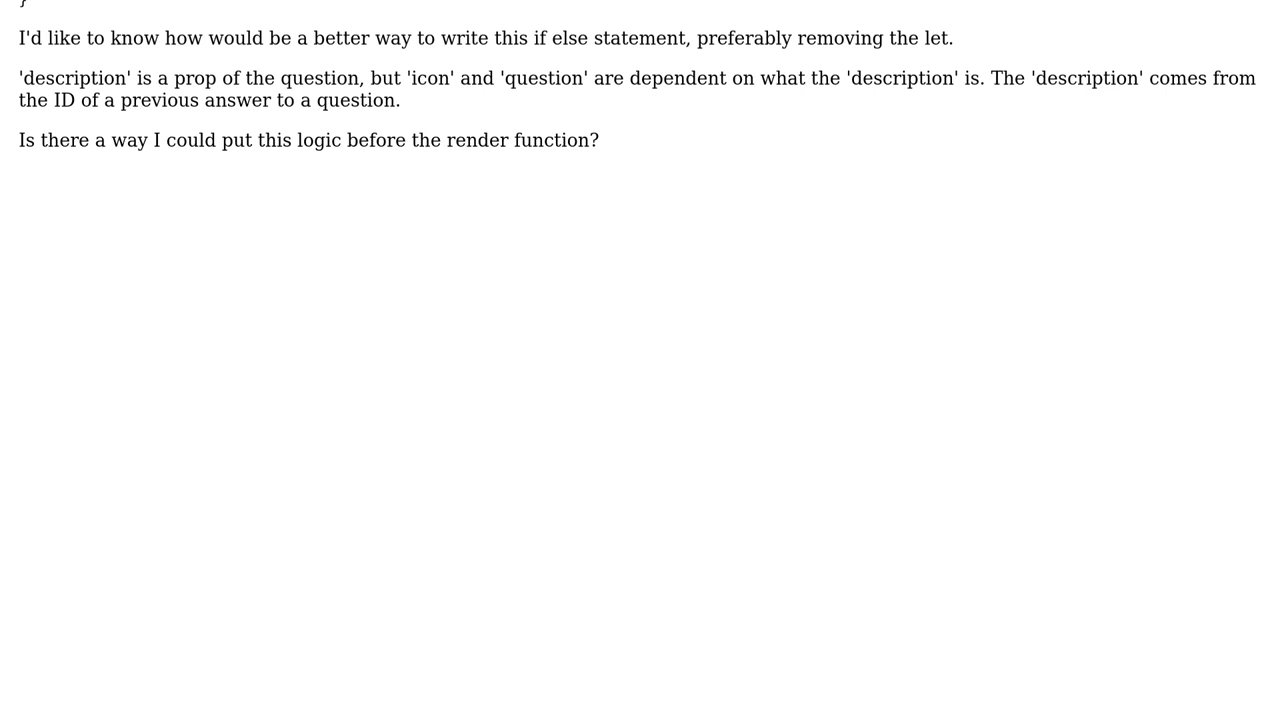 }
I'd like to know how would be a better way to write this if else statement, preferably removing the let.
'description' is a prop of the question, but 'icon' and 'question' are dependent on what the 'description' is. The 'description' comes from
the ID of a previous answer to a question.
Is there a way I could put this logic before the render function?